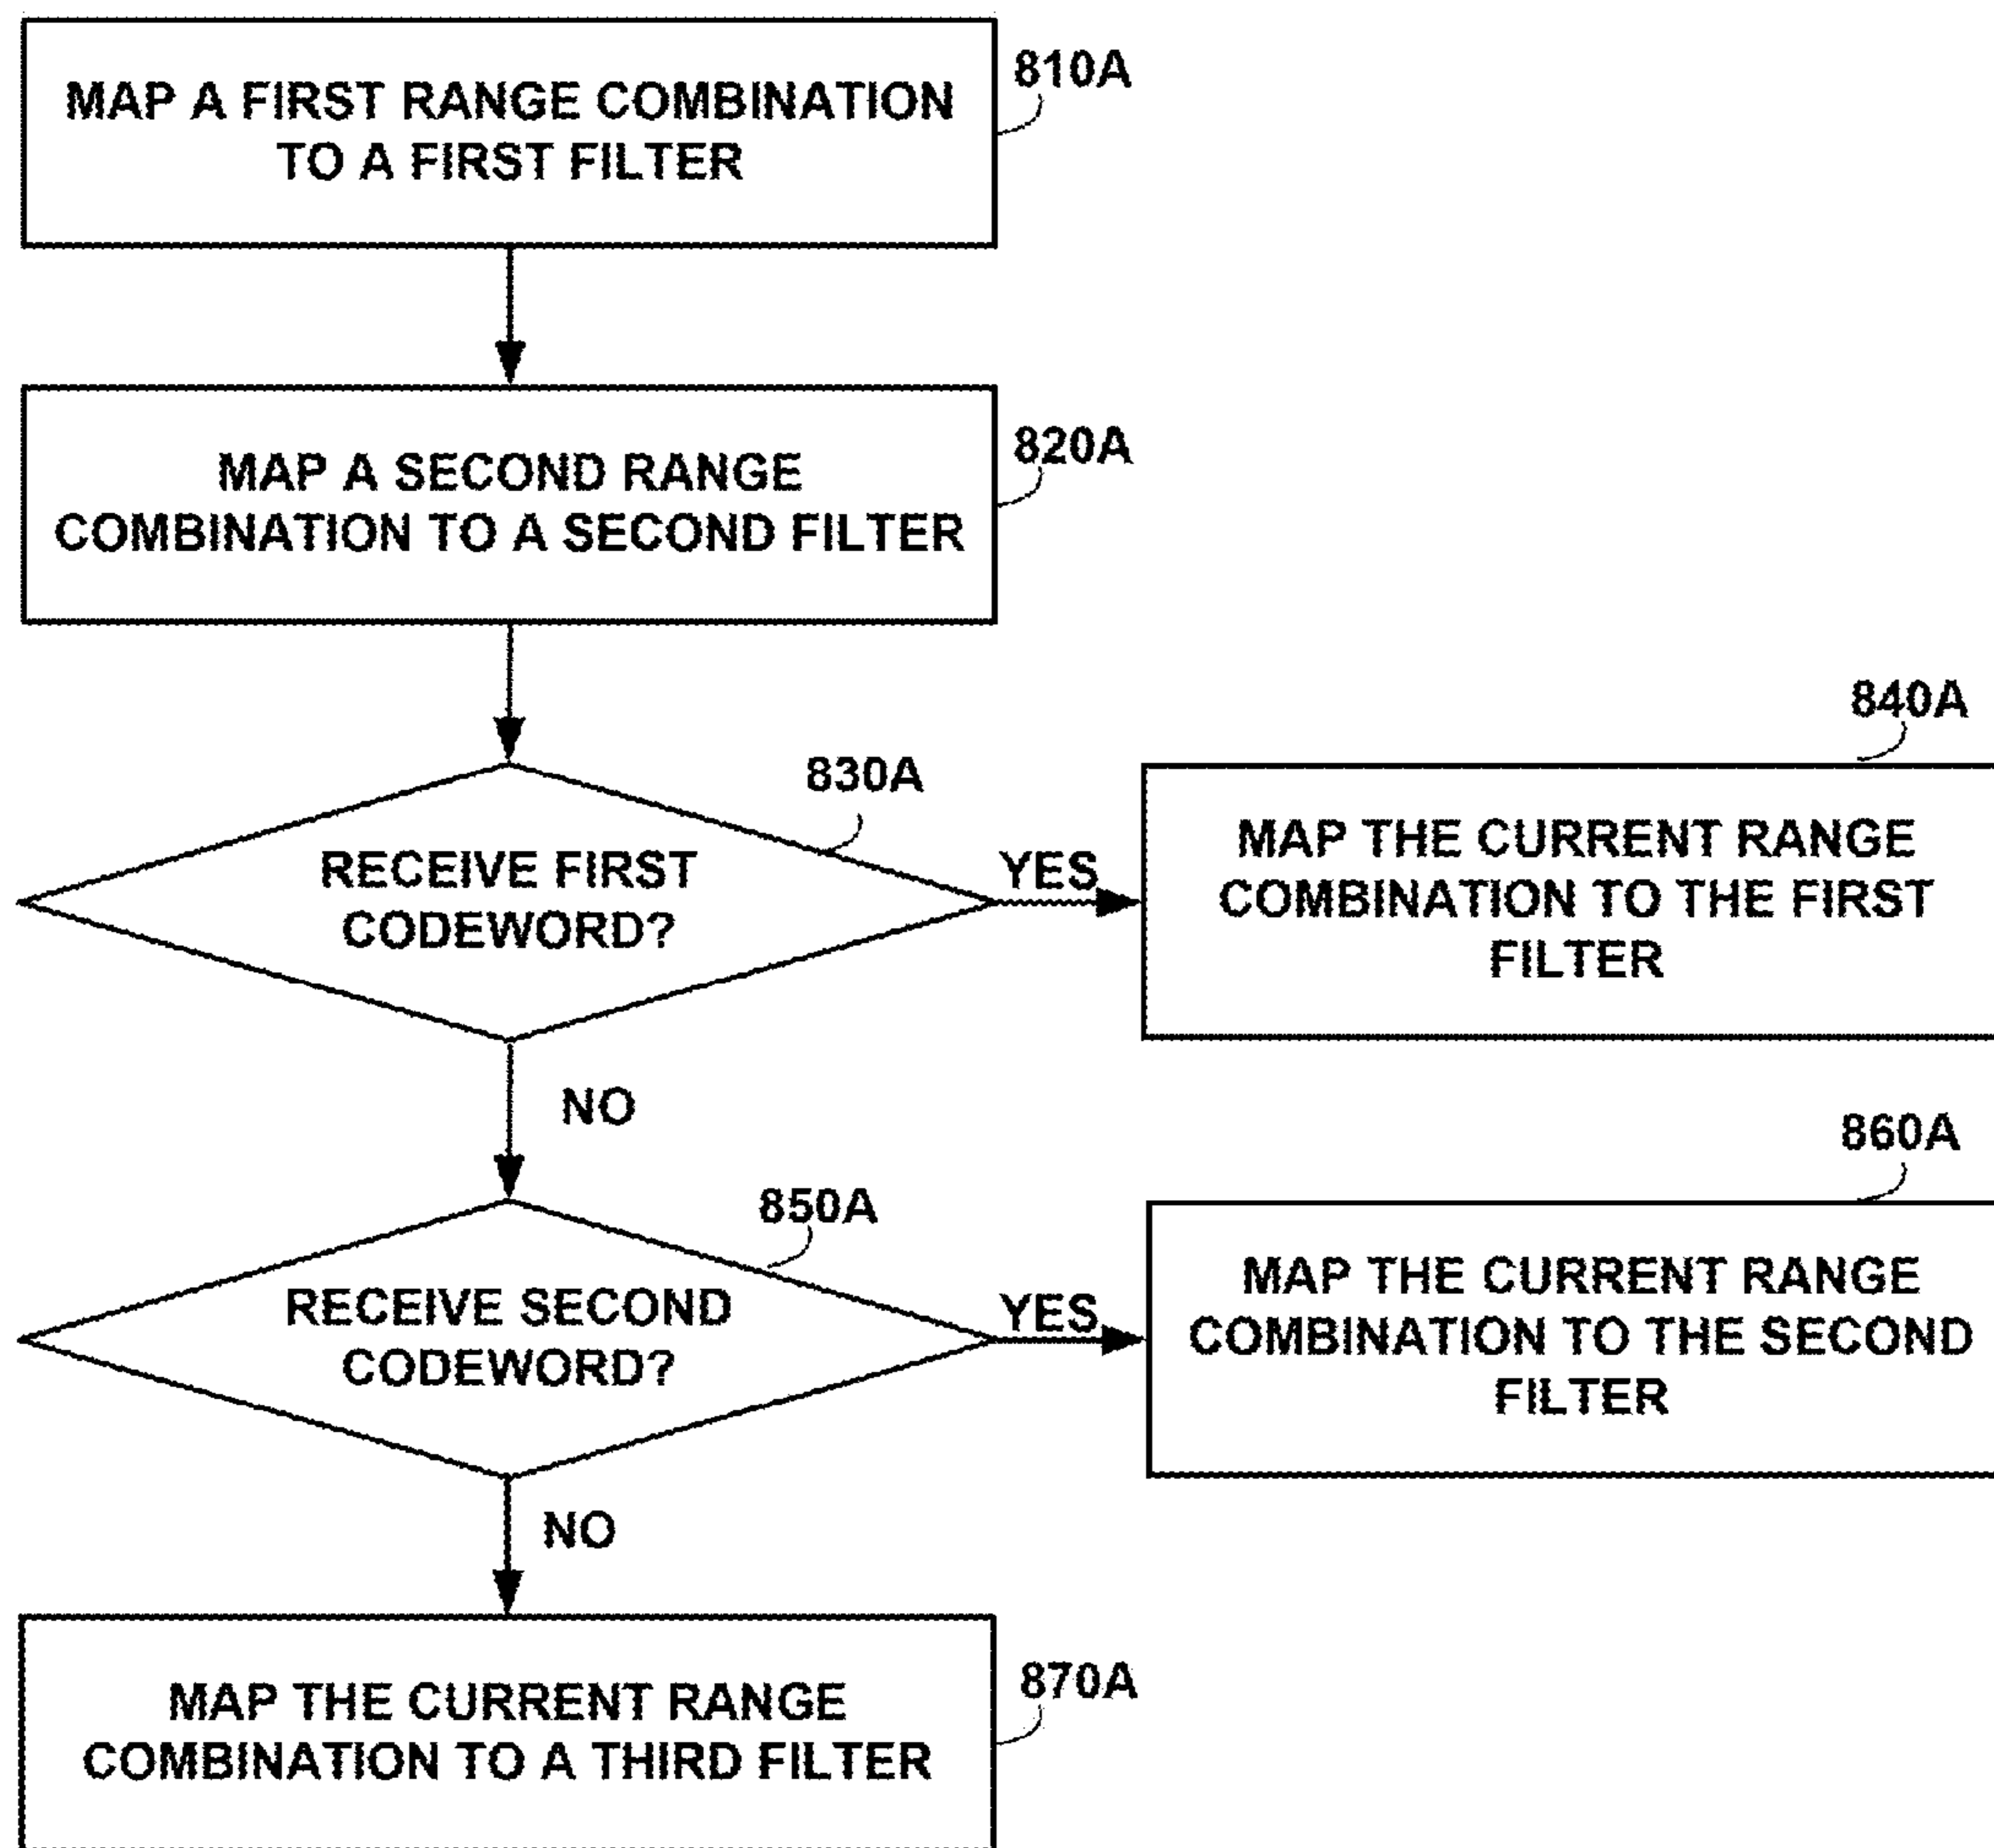 MAP A FIRST RANGE COMBINATION
TO A FIRST FILTER
810A
MAP A SECOND RANGE
COMBINATION TO A SECOND FILTER
820A
RECEIVE FIRST
CODEWORD?
830A
YES
840A
MAP THE CURRENT RANGE
COMBINATION TO THE FIRST
FILTER
NO
RECEIVE SECOND
CODEWORD?
850A
YES
860A
MAP THE CURRENT RANGE
COMBINATION TO THE SECOND
FILTER
NO
MAP THE CURRENT RANGE
COMBINATION TO A THIRD FILTER
870A